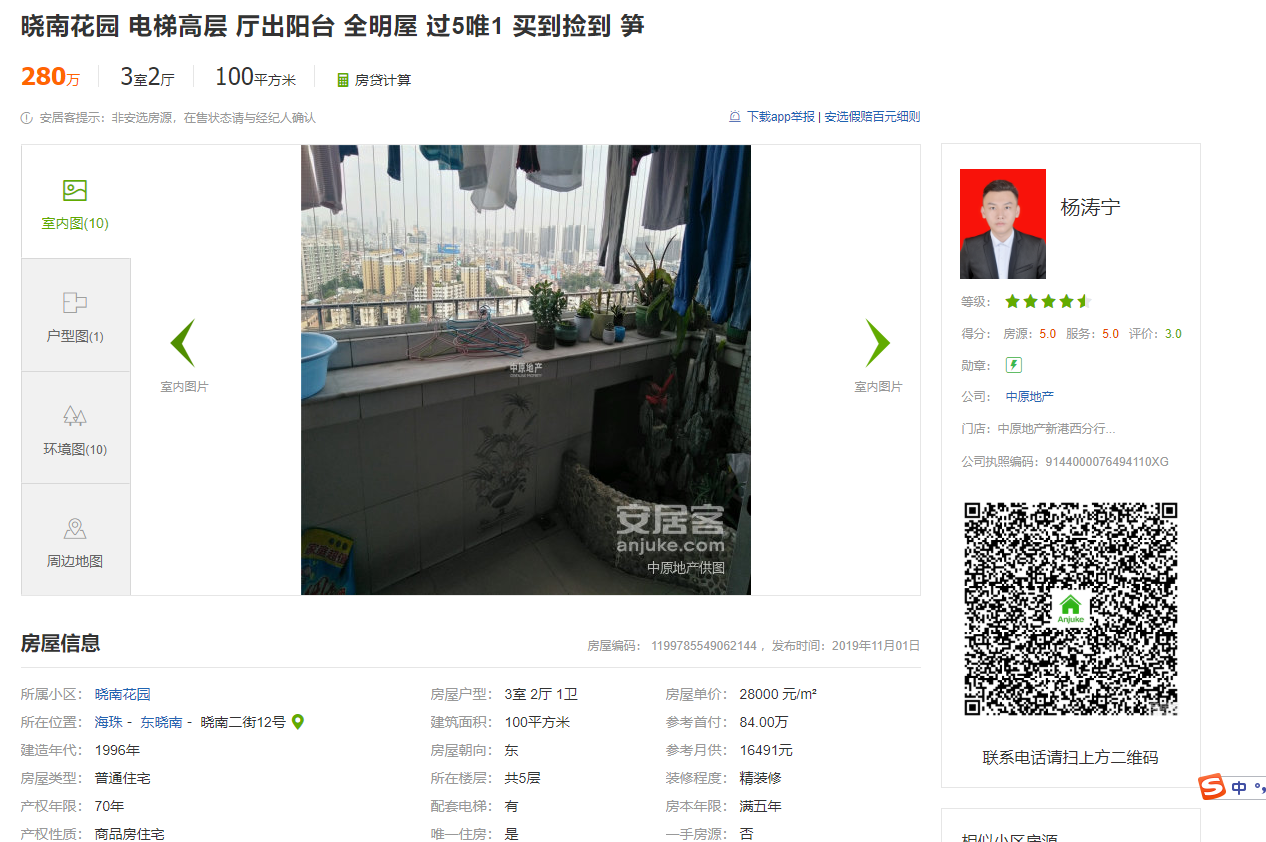 晓南花园 电梯高层 厅出阳台 全明屋 过5唯1 买到捡到 笋
280万 3室2厅 100平方米 房贷计算
安居客提示：非安选房源，在售状态请与经纪人确认
下载app举报 | 安选假赔百元细则
室内图(10)
户型图(1)
环境图(10)
周边地图
室内图片
室内图片
中原地产
安居客
anjuke.com
中原地产供图
杨涛宁
等级：
得分： 房源：5.0 服务：5.0 评价：3.0
勋章：
公司： 中原地产
门店：中原地产新港西分行...
公司执照编码：9144000076494110XG
Anjuke
联系电话请扫上方二维码
房屋信息
房屋编码： 1199785549062144 ，发布时间：2019年11月01日
所属小区： 晓南花园 房屋户型： 3室 2厅 1卫 房屋单价： 28000 元/m²
所在位置： 海珠 - 东晓南 - 晓南二街12号 建筑面积： 100平方米 参考首付： 84.00万
建造年代： 1996年 房屋朝向： 东 参考月供： 16491元
房屋类型： 普通住宅 所在楼层： 共5层 装修程度： 精装修
产权年限： 70年 配套电梯： 有 房本年限： 满五年
产权性质： 商品房住宅 唯一住房： 是 一手房源： 否
中 °,
相似小区房源